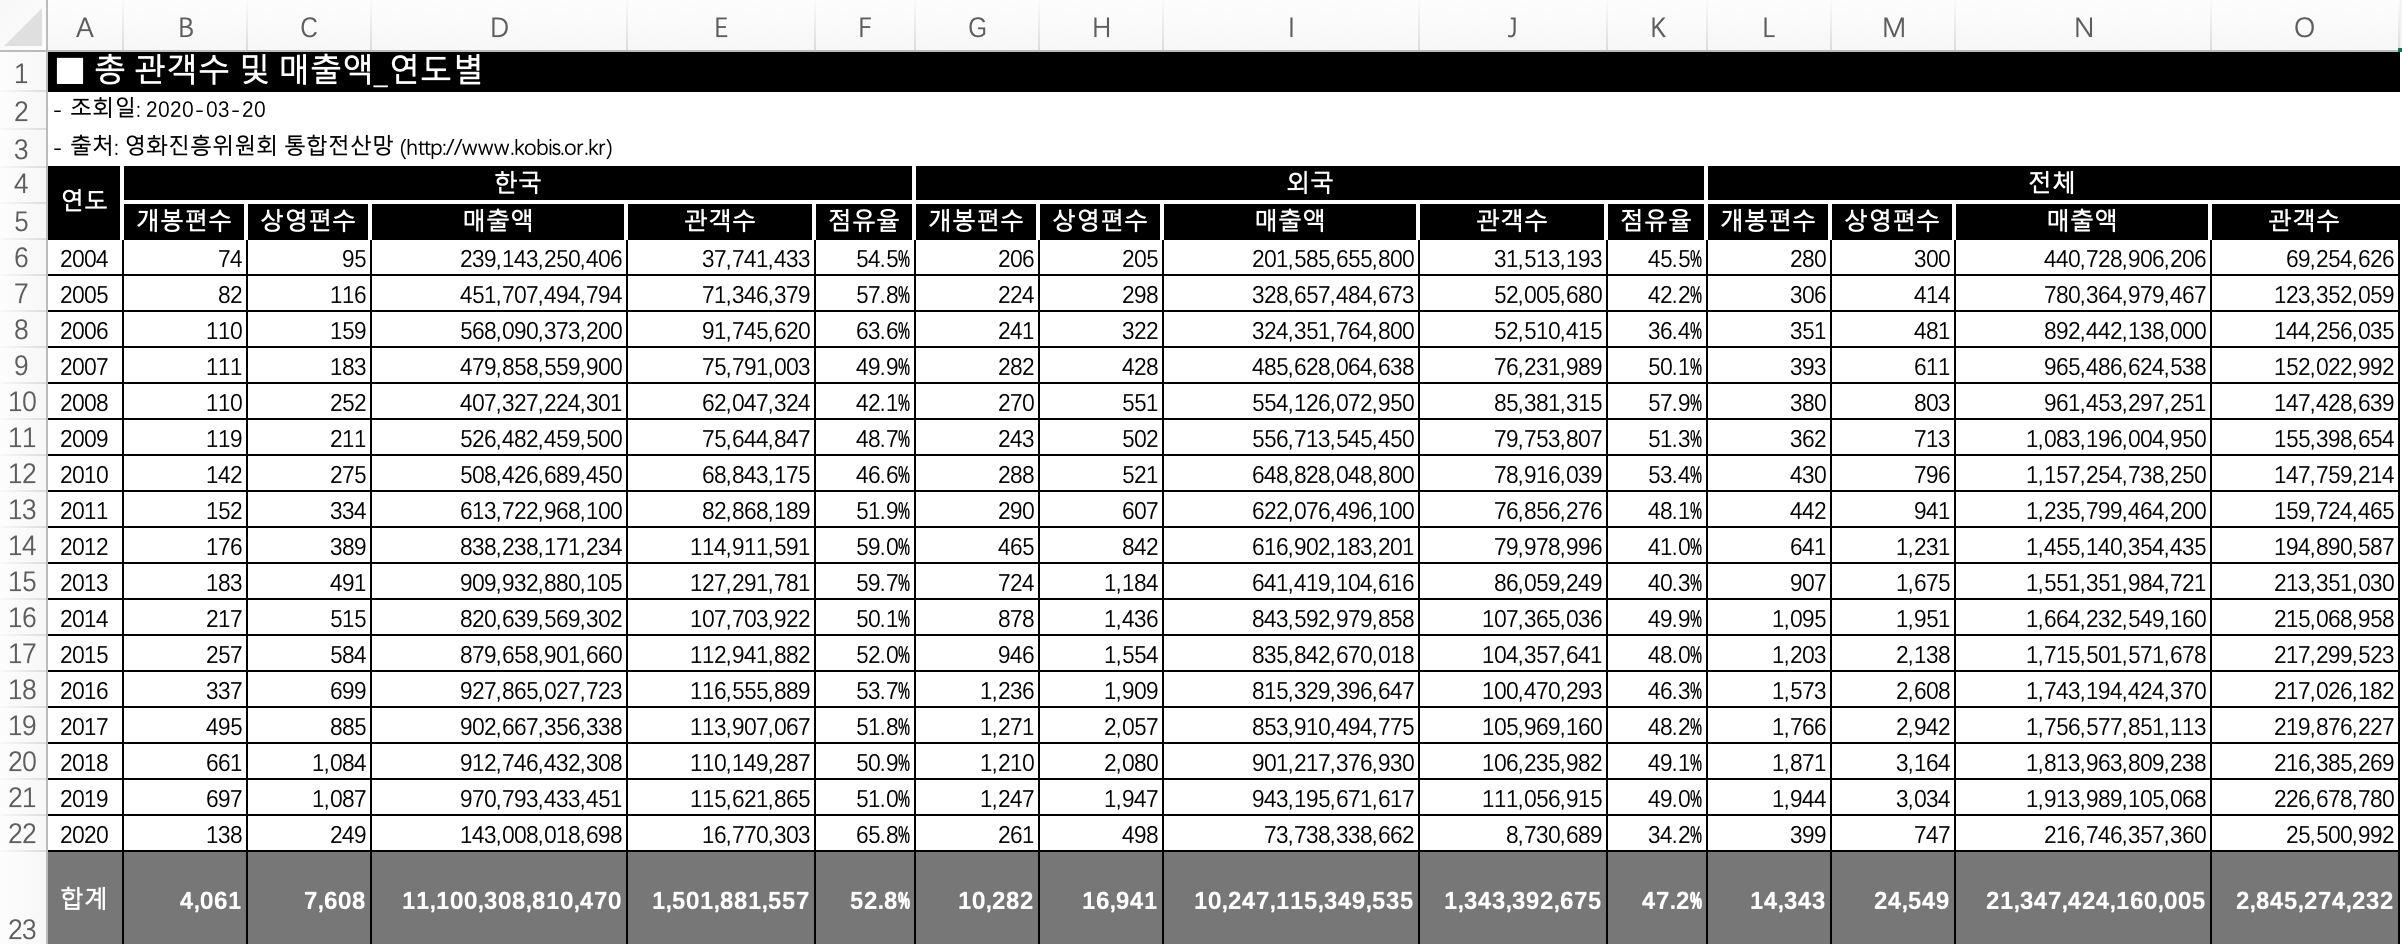 A B C D E F G H I J K L M N O
1 ■ 총 관객수 및 매출액_연도별
2 - 조회일: 2020-03-20
3 - 출처: 영화진흥위원회 통합전산망 (http://www.kobis.or.kr)
4 연도 한국 외국 전체
5 개봉편수 상영편수 매출액 관객수 점유율 개봉편수 상영편수 매출액 관객수 점유율 개봉편수 상영편수 매출액 관객수
6 2004 74 95 239,143,250,406 37,741,433 54.5% 206 205 201,585,655,800 31,513,193 45.5% 280 300 440,728,906,206 69,254,626
7 2005 82 116 451,707,494,794 71,346,379 57.8% 224 298 328,657,484,673 52,005,680 42.2% 306 414 780,364,979,467 123,352,059
8 2006 110 159 568,090,373,200 91,745,620 63.6% 241 322 324,351,764,800 52,510,415 36.4% 351 481 892,442,138,000 144,256,035
9 2007 111 183 479,858,559,900 75,791,003 49.9% 282 428 485,628,064,638 76,231,989 50.1% 393 611 965,486,624,538 152,022,992
10 2008 110 252 407,327,224,301 62,047,324 42.1% 270 551 554,126,072,950 85,381,315 57.9% 380 803 961,453,297,251 147,428,639
11 2009 119 211 526,482,459,500 75,644,847 48.7% 243 502 556,713,545,450 79,753,807 51.3% 362 713 1,083,196,004,950 155,398,654
12 2010 142 275 508,426,689,450 68,843,175 46.6% 288 521 648,828,048,800 78,916,039 53.4% 430 796 1,157,254,738,250 147,759,214
13 2011 152 334 613,722,968,100 82,868,189 51.9% 290 607 622,076,496,100 76,856,276 48.1% 442 941 1,235,799,464,200 159,724,465
14 2012 176 389 838,238,171,234 114,911,591 59.0% 465 842 616,902,183,201 79,978,996 41.0% 641 1,231 1,455,140,354,435 194,890,587
15 2013 183 491 909,932,880,105 127,291,781 59.7% 724 1,184 641,419,104,616 86,059,249 40.3% 907 1,675 1,551,351,984,721 213,351,030
16 2014 217 515 820,639,569,302 107,703,922 50.1% 878 1,436 843,592,979,858 107,365,036 49.9% 1,095 1,951 1,664,232,549,160 215,068,958
17 2015 257 584 879,658,901,660 112,941,882 52.0% 946 1,554 835,842,670,018 104,357,641 48.0% 1,203 2,138 1,715,501,571,678 217,299,523
18 2016 337 699 927,865,027,723 116,555,889 53.7% 1,236 1,909 815,329,396,647 100,470,293 46.3% 1,573 2,608 1,743,194,424,370 217,026,182
19 2017 495 885 902,667,356,338 113,907,067 51.8% 1,271 2,057 853,910,494,775 105,969,160 48.2% 1,766 2,942 1,756,577,851,113 219,876,227
20 2018 661 1,084 912,746,432,308 110,149,287 50.9% 1,210 2,080 901,217,376,930 106,235,982 49.1% 1,871 3,164 1,813,963,809,238 216,385,269
21 2019 697 1,087 970,793,433,451 115,621,865 51.0% 1,247 1,947 943,195,671,617 111,056,915 49.0% 1,944 3,034 1,913,989,105,068 226,678,780
22 2020 138 249 143,008,018,698 16,770,303 65.8% 261 498 73,738,338,662 8,730,689 34.2% 399 747 216,746,357,360 25,500,992
23 합계 4,061 7,608 11,100,308,810,470 1,501,881,557 52.8% 10,282 16,941 10,247,115,349,535 1,343,392,675 47.2% 14,343 24,549 21,347,424,160,005 2,845,274,232